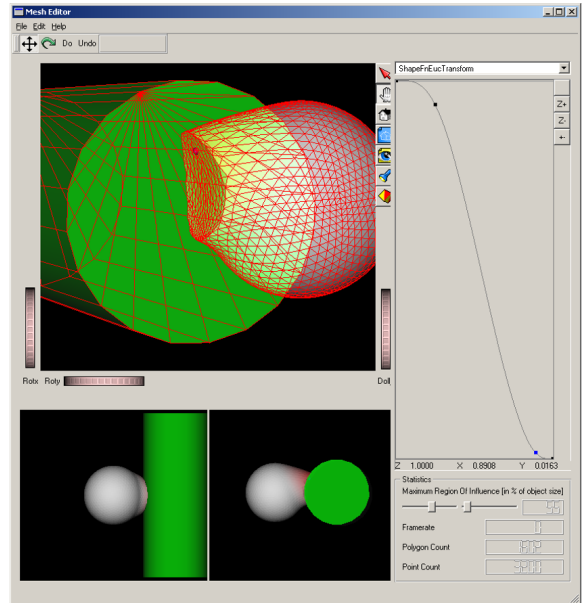 Mesh Editor
File Edit Help
Do Undo
ShapeFnEucTransform
Z+
Z-
+-
Rotx Roty Doll
Z 1.0000 X 0.8908 Y 0.0163
Statistics
Maximum Region Of Influence (in % of object size)
Framerate
Polygon Count
Point Count